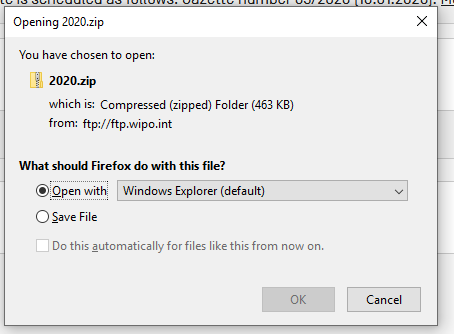 te is scheduled as follows: Gazette number 03/2020 [16.01.2020].
Opening 2020.zip
You have chosen to open:
2020.zip
which is: Compressed (zipped) Folder (463 KB)
from: ftp://ftp.wipo.int
What should Firefox do with this file?
Open with
Windows Explorer (default)
Save File
Do this automatically for files like this from now on.
OK
Cancel